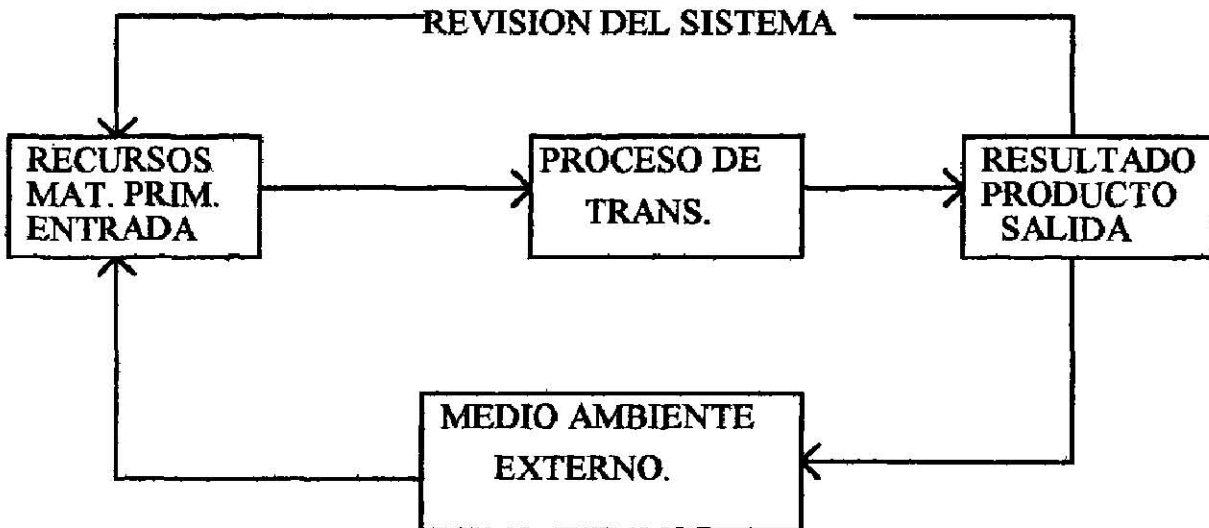 REVISION DEL SISTEMA
RECURSOS
MAT. PRIM.
ENTRADA
PROCESO DE
TRANS.
RESULTADO
PRODUCTO
SALIDA
MEDIO AMBIENTE
EXTERNO.